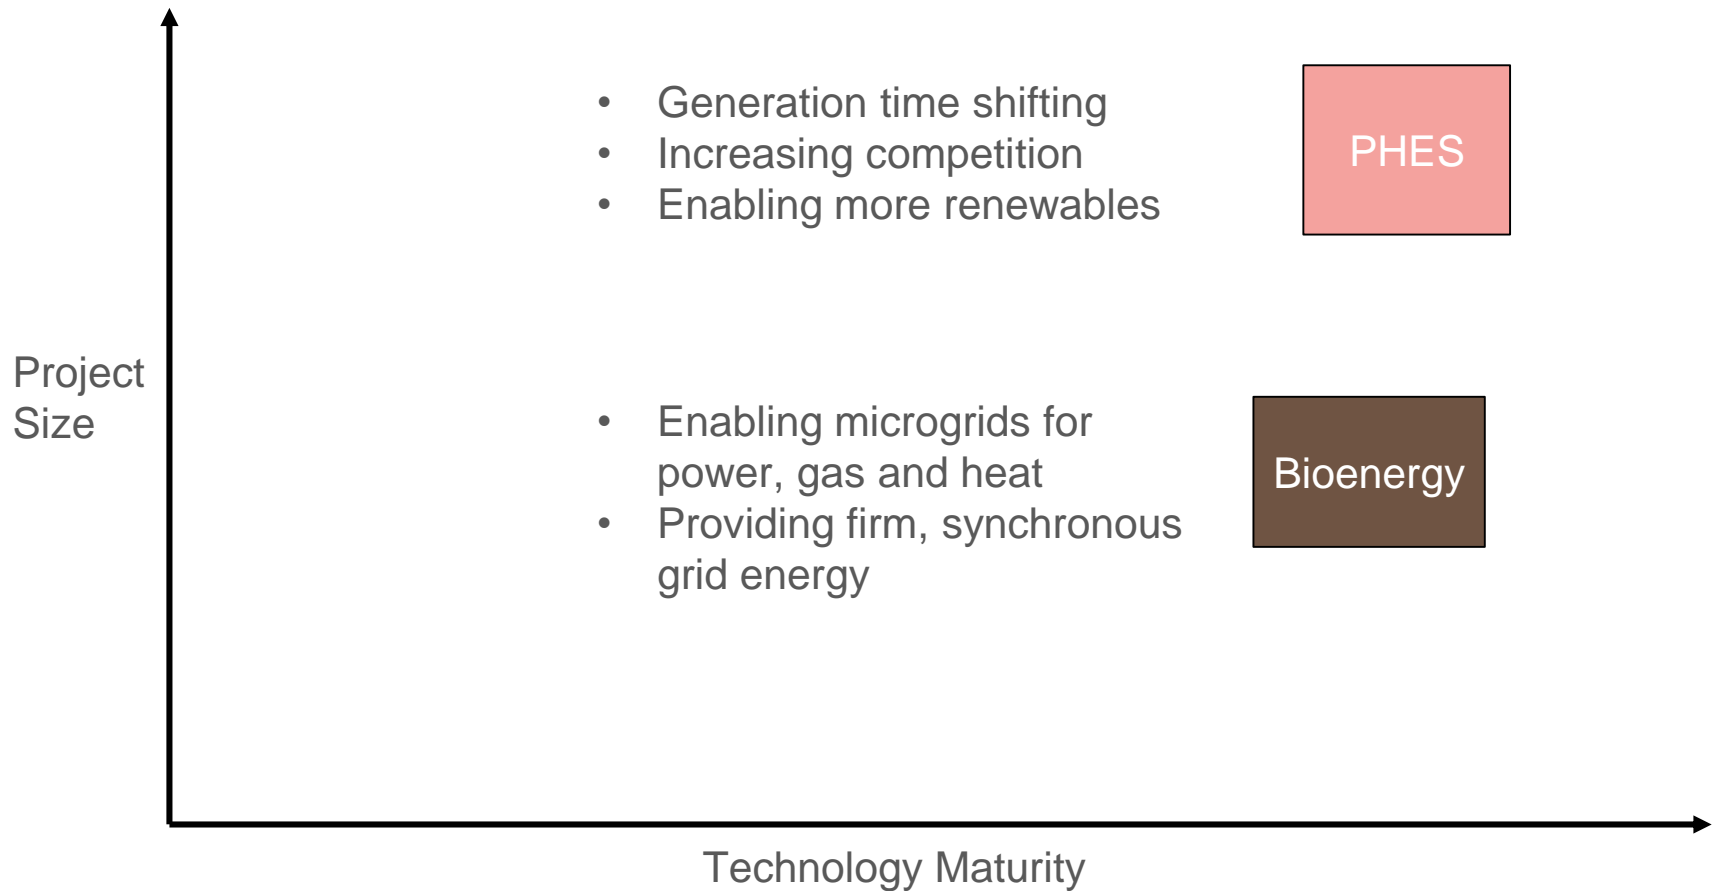 • Generation time shifting
• Increasing competition
• Enabling more renewables
PHES
Project
Size
• Enabling microgrids for
power, gas and heat
• Providing firm, synchronous
grid energy
Bioenergy
Technology Maturity